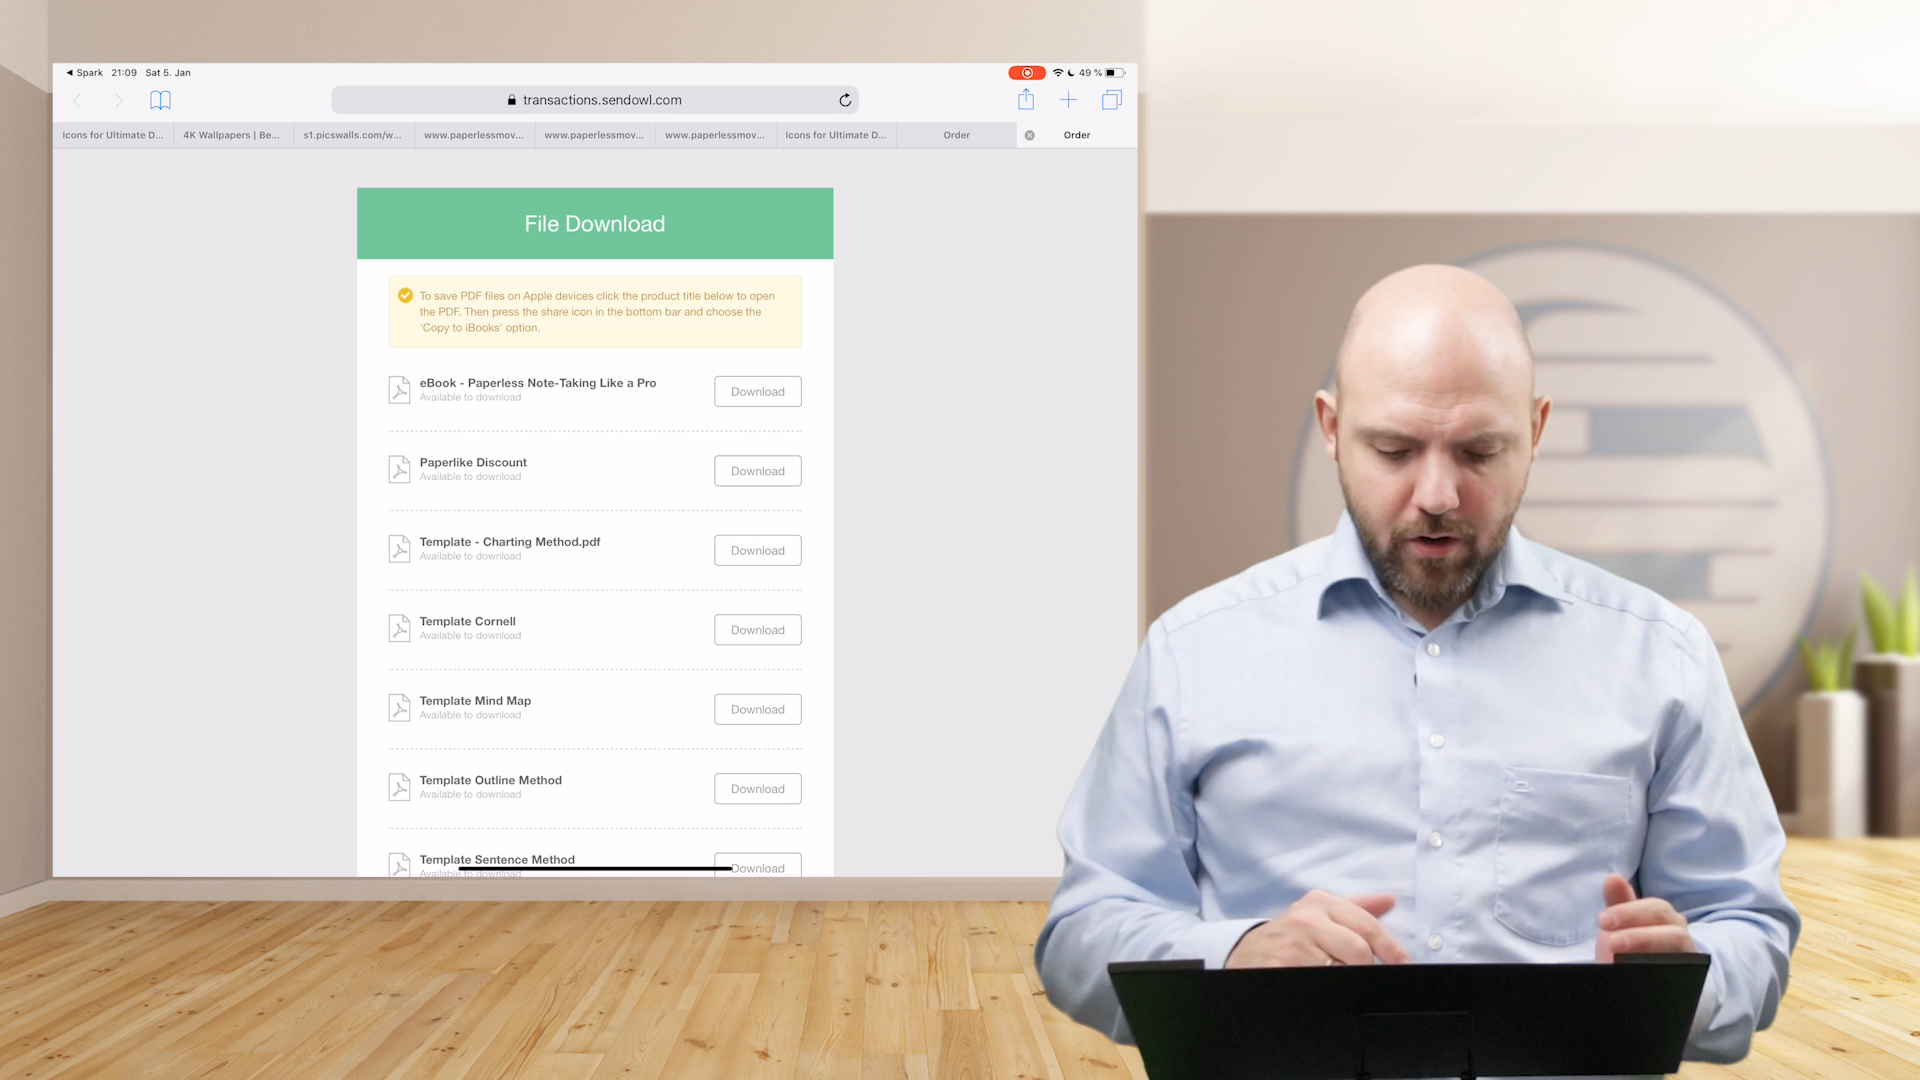 Spark 21:09 Sat 5. Jan
49 %
transactions.sendowl.com
Icons for Ultimate D...
4K Wallpapers | Be...
s1.picswalls.com/w...
www.paperlessmov...
www.paperlessmov...
www.paperlessmov...
Icons for Ultimate D...
Order
Order
File Download
To save PDF files on Apple devices click the product title below to open
the PDF. Then press the share icon in the bottom bar and choose the
'Copy to iBooks' option.
eBook - Paperless Note-Taking Like a Pro
Available to download
Download
Paperlike Discount
Available to download
Download
Template - Charting Method.pdf
Available to download
Download
Template Cornell
Available to download
Download
Template Mind Map
Available to download
Download
Template Outline Method
Available to download
Download
Template Sentence Method
Available to download
Download